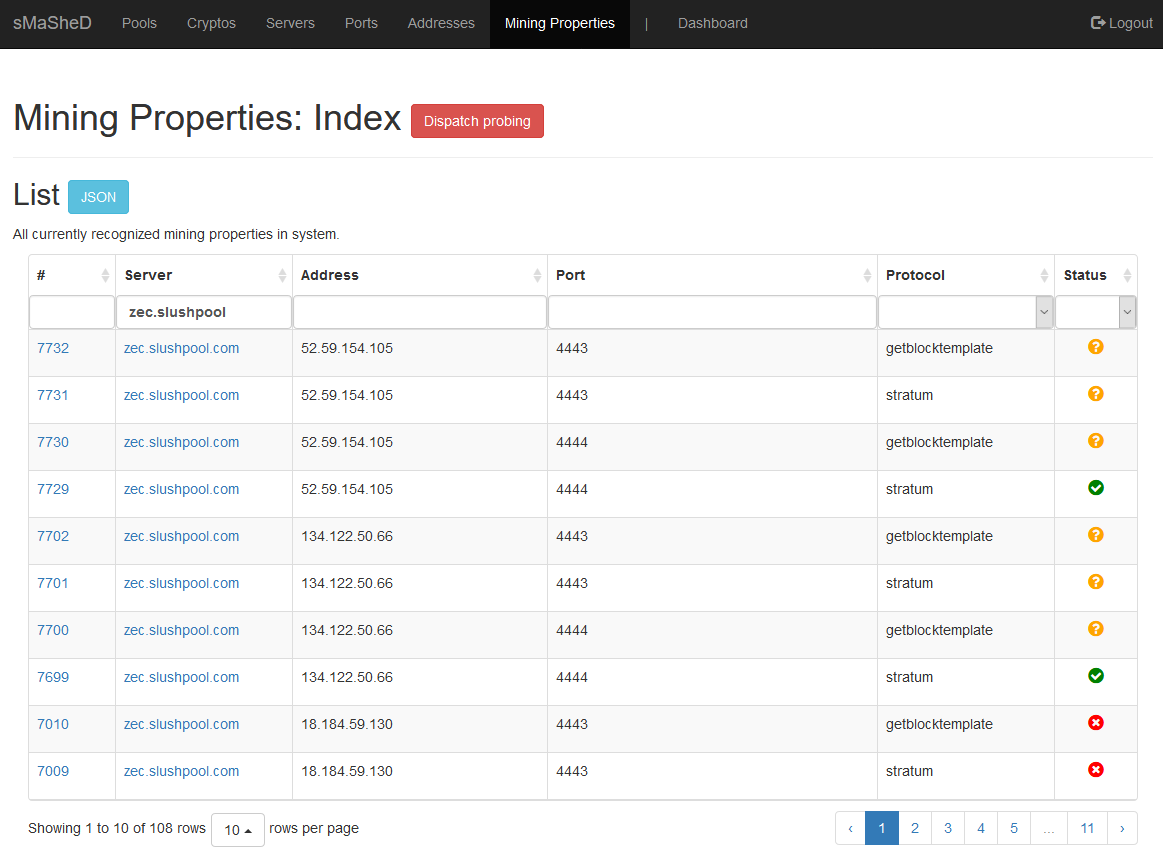 sMaSheD Pools Cryptos Servers Ports Addresses Mining Properties | Dashboard Logout
Mining Properties: Index Dispatch probing
List JSON
All currently recognized mining properties in system.
# Server Address Port Protocol Status
zec.slushpool
7732 zec.slushpool.com 52.59.154.105 4443 getblocktemplate
7731 zec.slushpool.com 52.59.154.105 4443 stratum
7730 zec.slushpool.com 52.59.154.105 4444 getblocktemplate
7729 zec.slushpool.com 52.59.154.105 4444 stratum
7702 zec.slushpool.com 134.122.50.66 4443 getblocktemplate
7701 zec.slushpool.com 134.122.50.66 4443 stratum
7700 zec.slushpool.com 134.122.50.66 4444 getblocktemplate
7699 zec.slushpool.com 134.122.50.66 4444 stratum
7010 zec.slushpool.com 18.184.59.130 4443 getblocktemplate
7009 zec.slushpool.com 18.184.59.130 4443 stratum
Showing 1 to 10 of 108 rows 10 rows per page ‹ 1 2 3 4 5 ... 11 ›